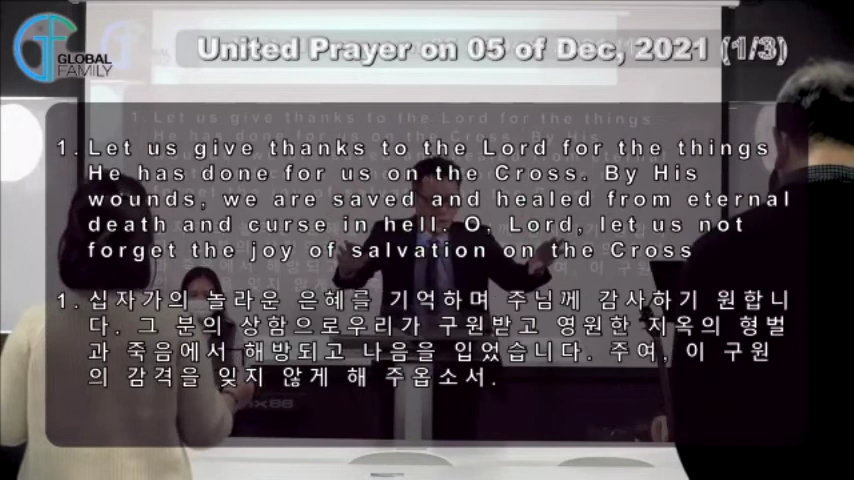 GLOBAL
FAMILY
United Prayer on 05 of Dec, 2021 (1/3)
1. Let us give thanks to the Lord for the things
He has done for us on the Cross. By His
wounds, we are saved and healed from eternal
death and curse in hell. O, Lord, let us not
forget the joy of salvation on the Cross
1. 십자가의 놀라운 은혜를 기억하며 주님께 감사하기 원합니
다. 그 분의 상함으로우리가 구원받고 영원한 지옥의 형벌
과 죽음에서 해방되고 나음을 입었습니다. 주여, 이 구원
의 감격을 잊지 않게 해 주옵소서.